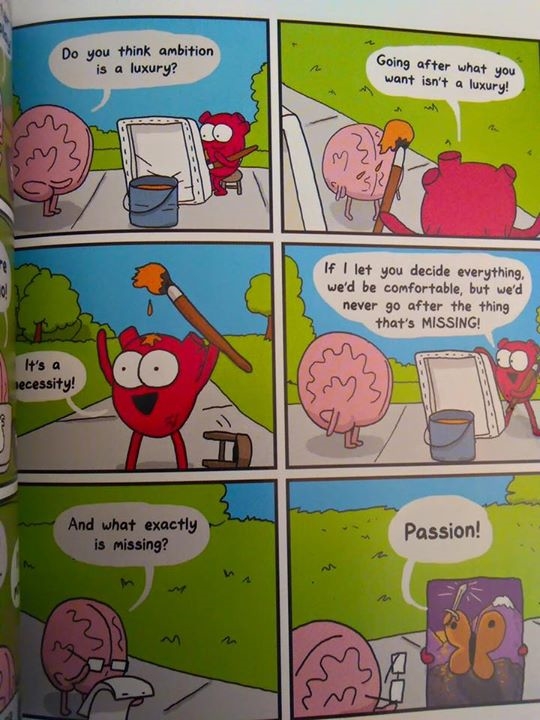 Do you think ambition
is a luxury?
Going after what you
want isn't a luxury!
It's a
necessity!
If I let you decide everything,
we'd be comfortable, but we'd
never go after the thing
that's MISSING!
And what exactly
is missing?
Passion!